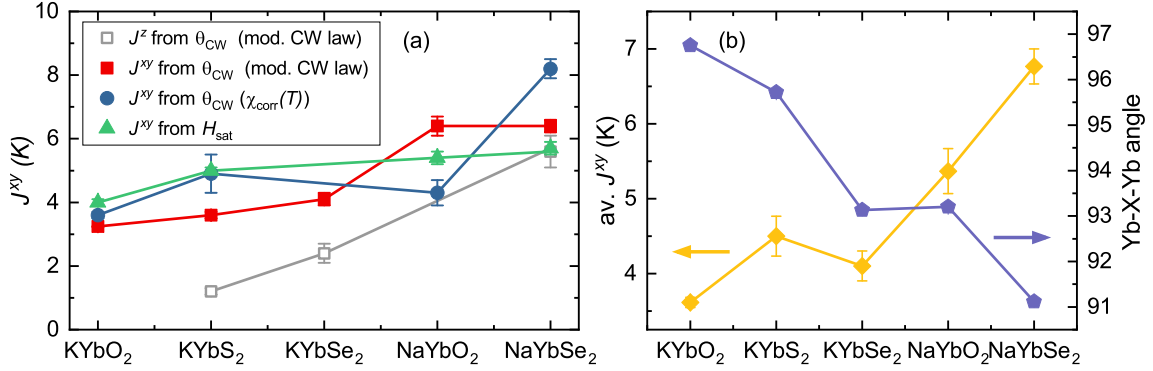 10
8
6
4
2
0
J^xy (K)
J^z from θ_CW (mod. CW law)
J^xy from θ_CW (mod. CW law)
J^xy from θ_CW (χ_corr(T))
J^xy from H_sat
(a)
KYbO₂ KYbS₂ KYbSe₂ NaYbO₂ NaYbSe₂
7
6
5
4
av. J^xy (K)
(b)
KYbO₂ KYbS₂ KYbSe₂ NaYbO₂ NaYbSe₂
97
96
95
94
93
92
91
Yb-X-Yb angle